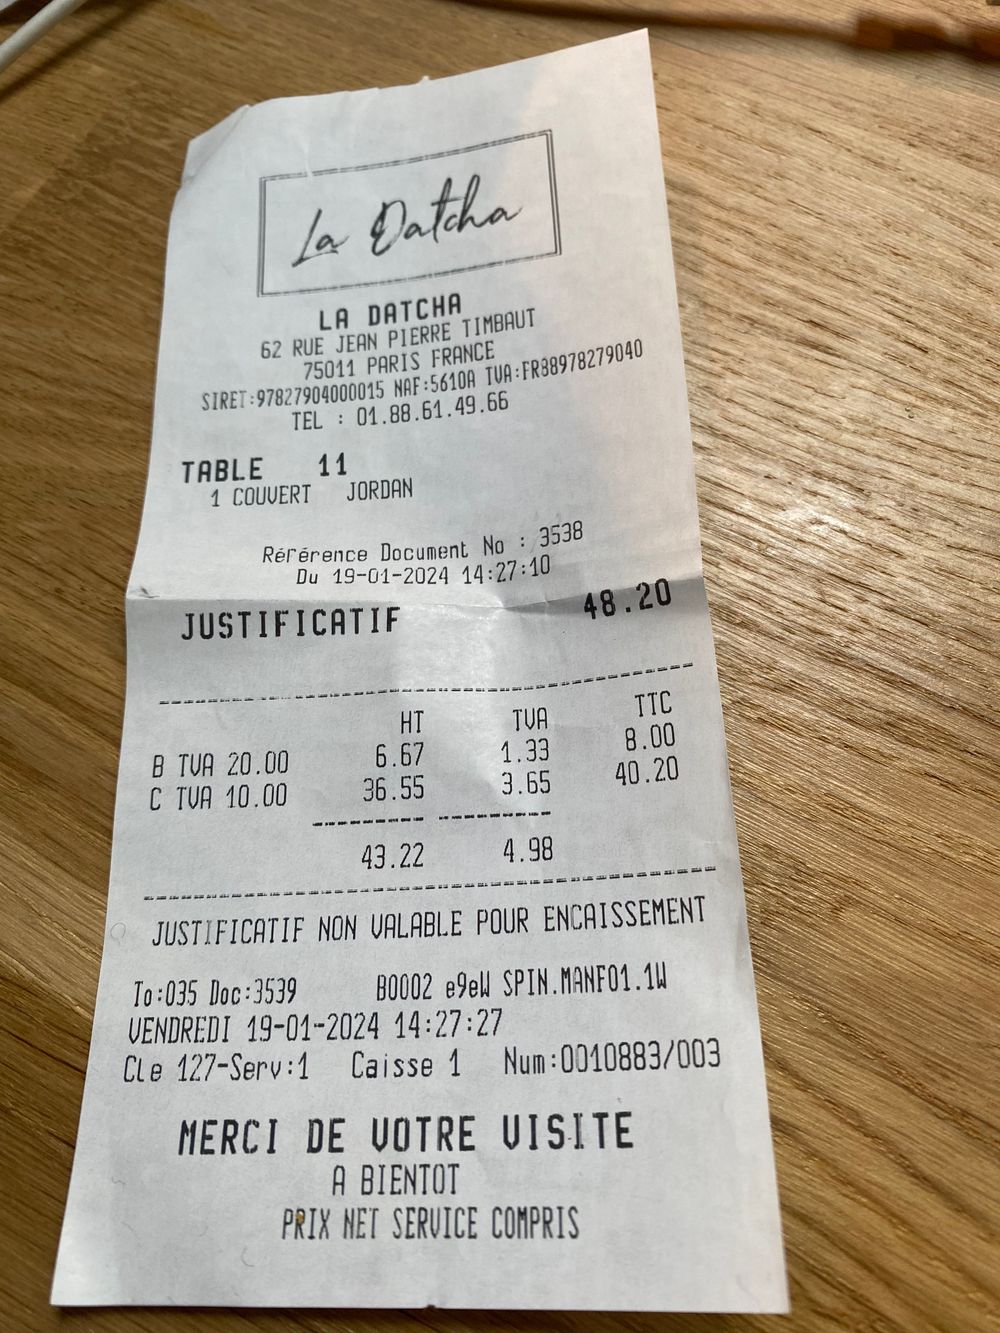 La Datcha
LA DATCHA
62 RUE JEAN PIERRE TIMBAUT
75011 PARIS FRANCE
SIRET:97827904000015 NAF:5610A TVA:FR88978279040
TEL : 01.88.61.49.66
TABLE 11
1 COUVERT JORDAN
Référence Document No : 3538
Du 19-01-2024 14:27:10
JUSTIFICATIF 48.20
HT TVA TTC
B TVA 20.00 6.67 1.33 8.00
C TVA 10.00 36.55 3.65 40.20
43.22 4.98
JUSTIFICATIF NON VALABLE POUR ENCAISSEMENT
To:035 Doc:3539 B0002 e9eW SPIN.MANF01.1W
VENDREDI 19-01-2024 14:27:27
Cle 127-Serv:1 Caisse 1 Num:0010883/003
MERCI DE VOTRE VISITE
A BIENTOT
PRIX NET SERVICE COMPRIS